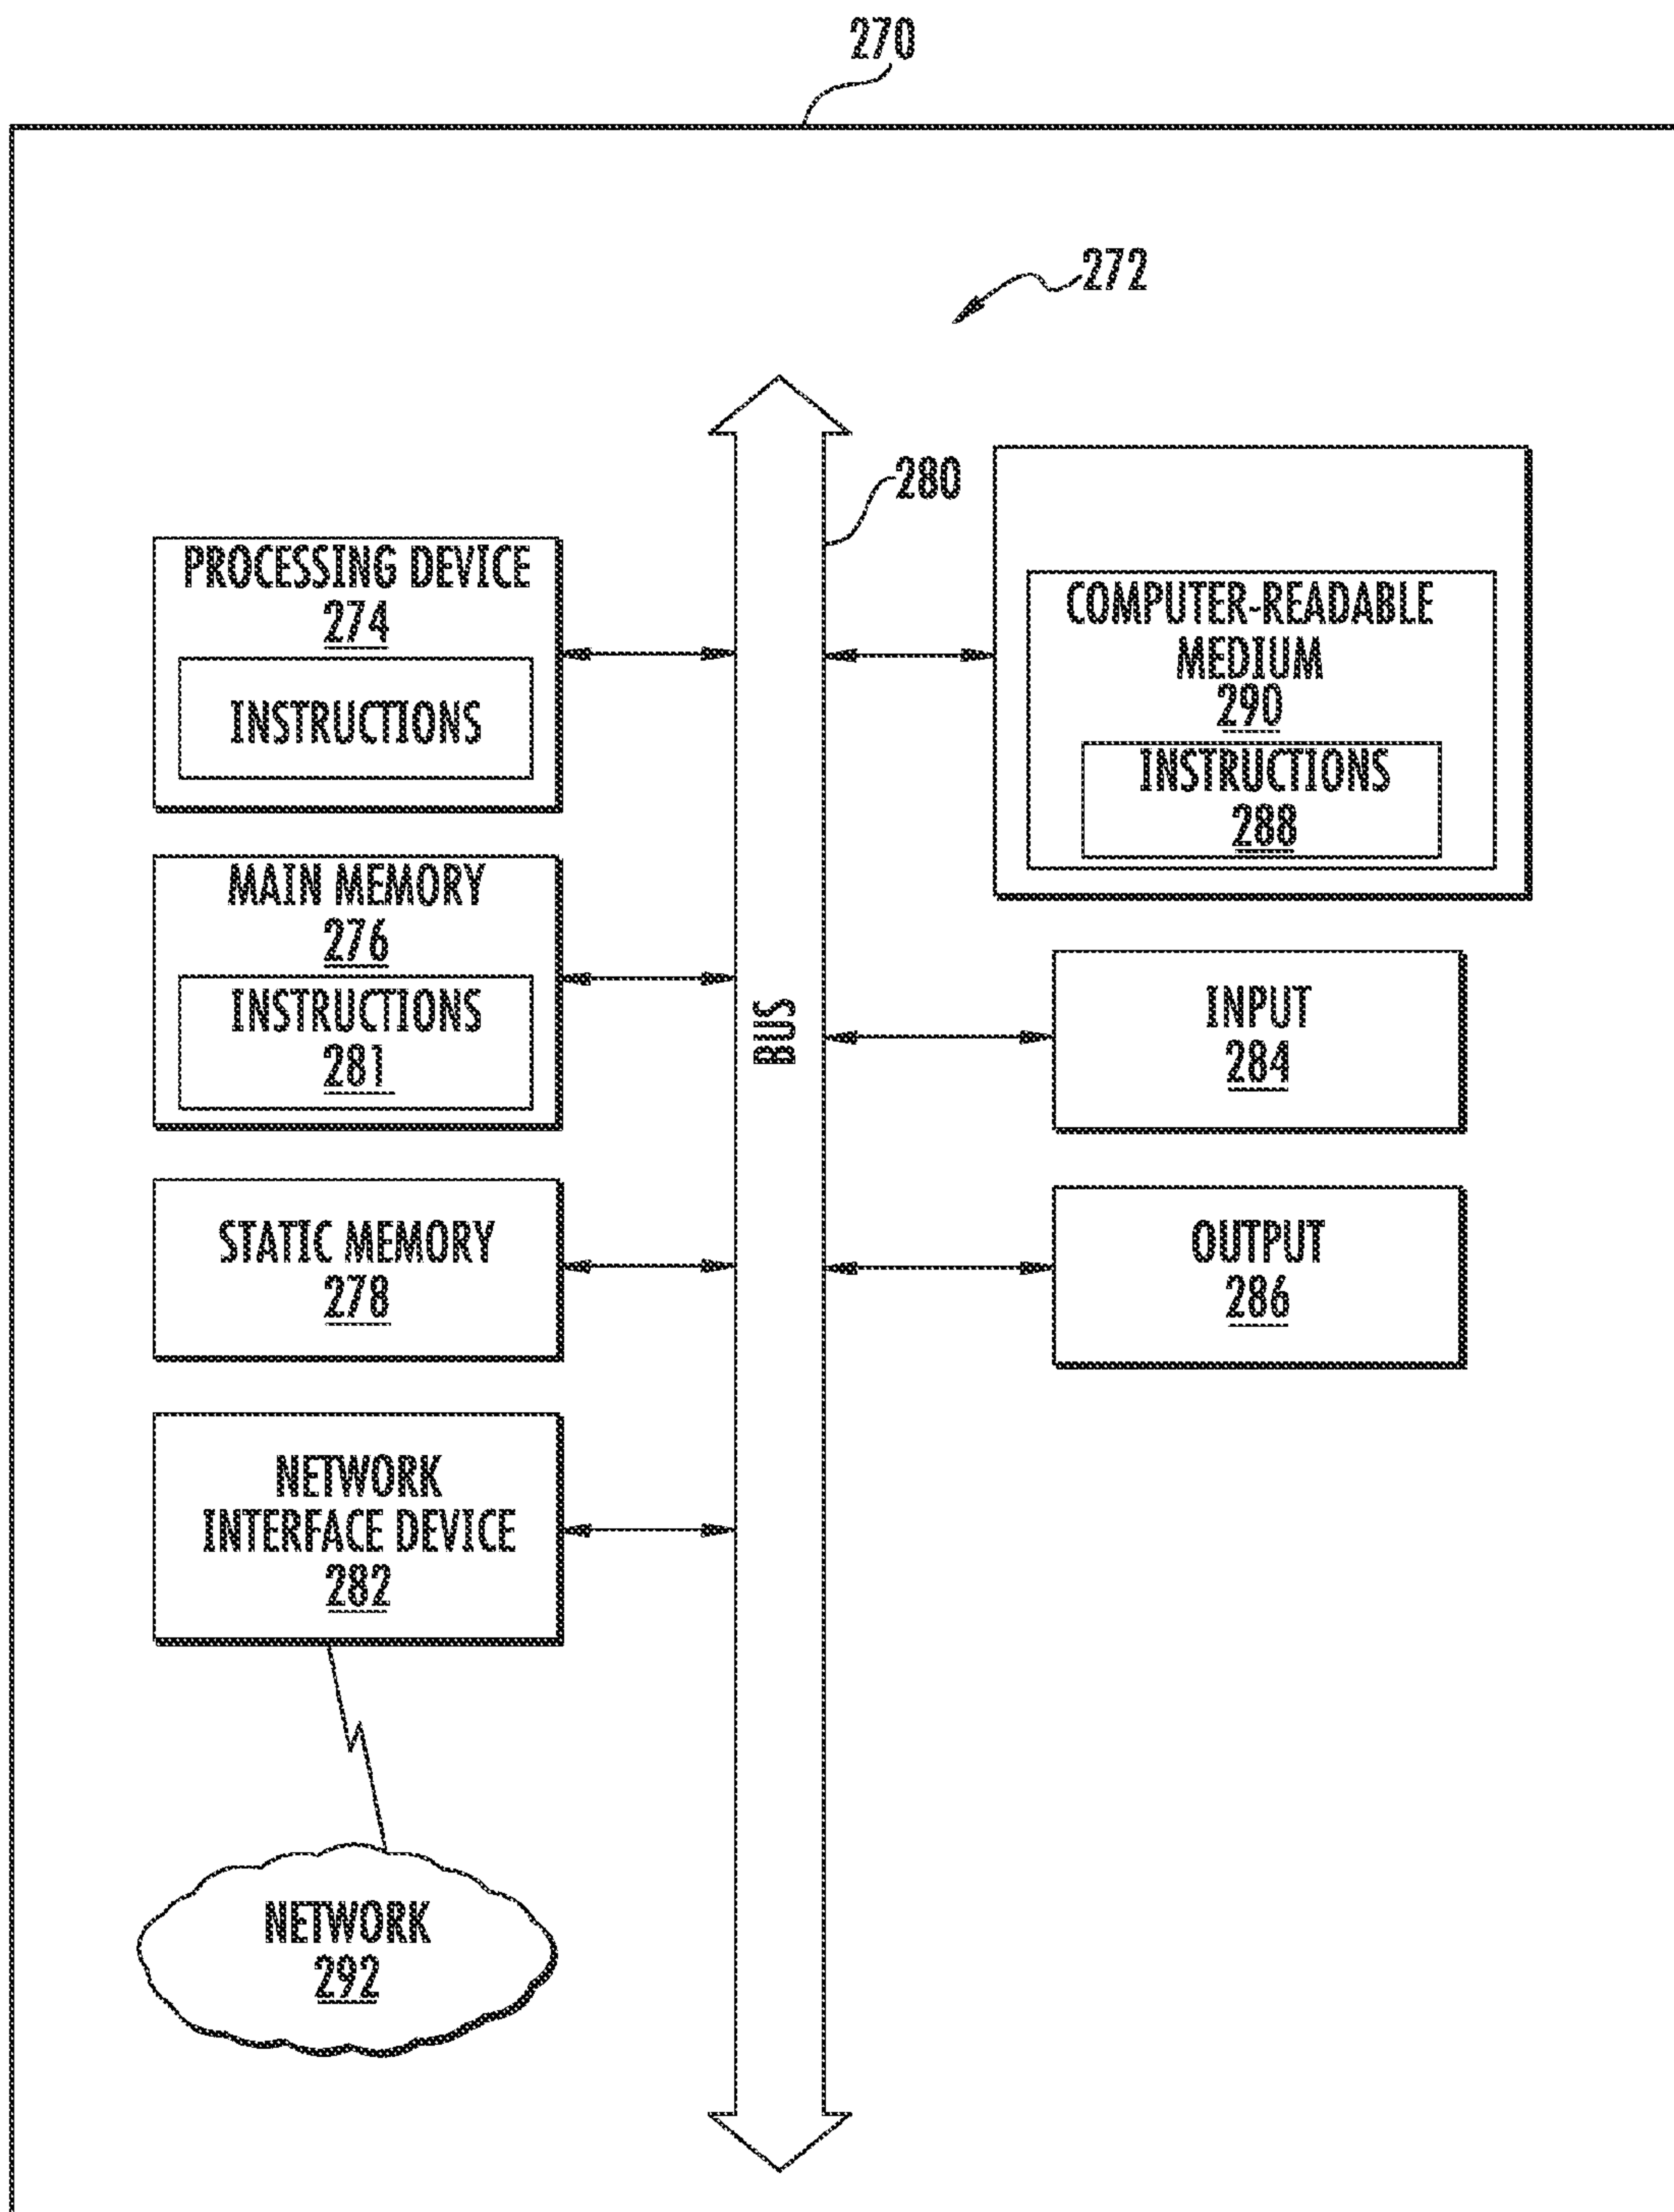 270
272
280
PROCESSING DEVICE
274
INSTRUCTIONS
MAIN MEMORY
276
INSTRUCTIONS
281
STATIC MEMORY
278
NETWORK
INTERFACE DEVICE
282
NETWORK
292
BUS
COMPUTER-READABLE
MEDIUM
290
INSTRUCTIONS
288
INPUT
284
OUTPUT
286